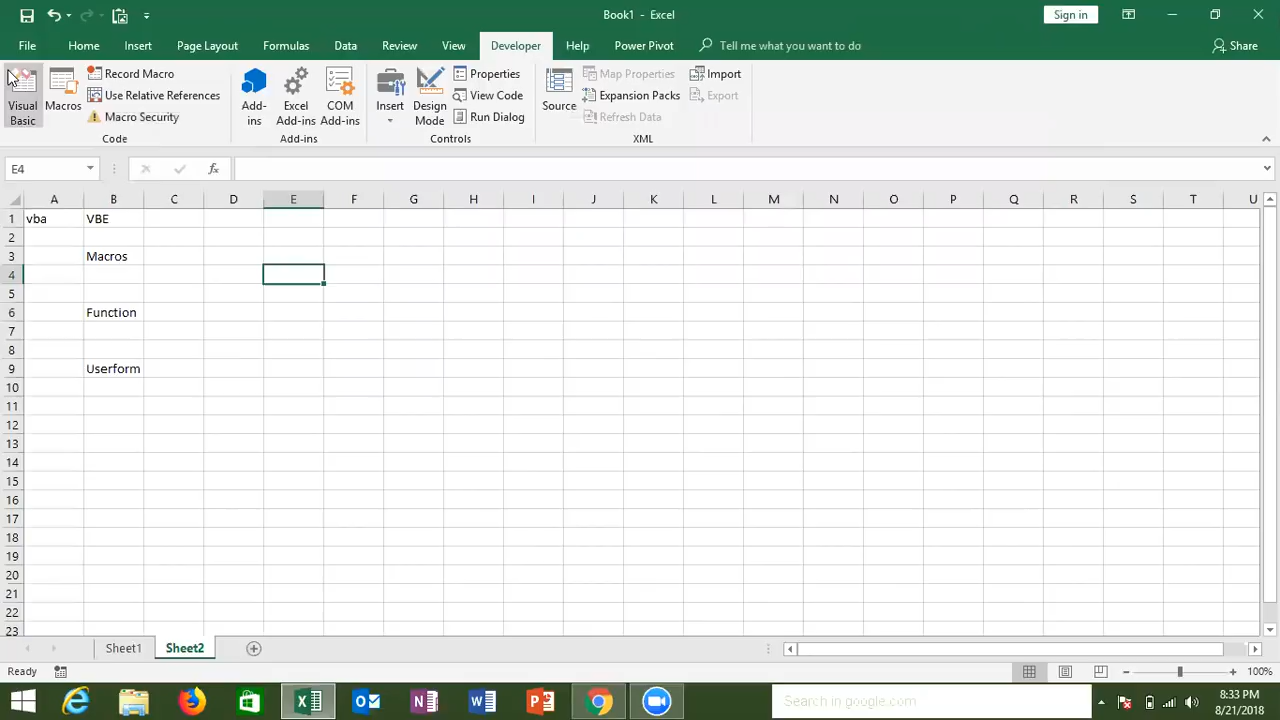 Book1 - Excel
Sign in
File Home Insert Page Layout Formulas Data Review View Developer Help Power Pivot Tell me what you want to do Share
Visual Basic
Macros
Record Macro
Use Relative References
Macro Security
Code
Add-ins
Excel Add-ins
COM Add-ins
Add-ins
Insert
Design Mode
Properties
View Code
Run Dialog
Controls
Source
Map Properties
Expansion Packs
Refresh Data
Import
Export
XML
E4 fx
A B C D E F G H I J K L M N O P Q R S T U
1 vba VBE
2
3 Macros
4
5
6 Function
7
8
9 Userform
10
11
12
13
14
15
16
17
18
19
20
21
22
23
Sheet1 Sheet2
Ready 100%
Search in google.com
8:33 PM
8/21/2018